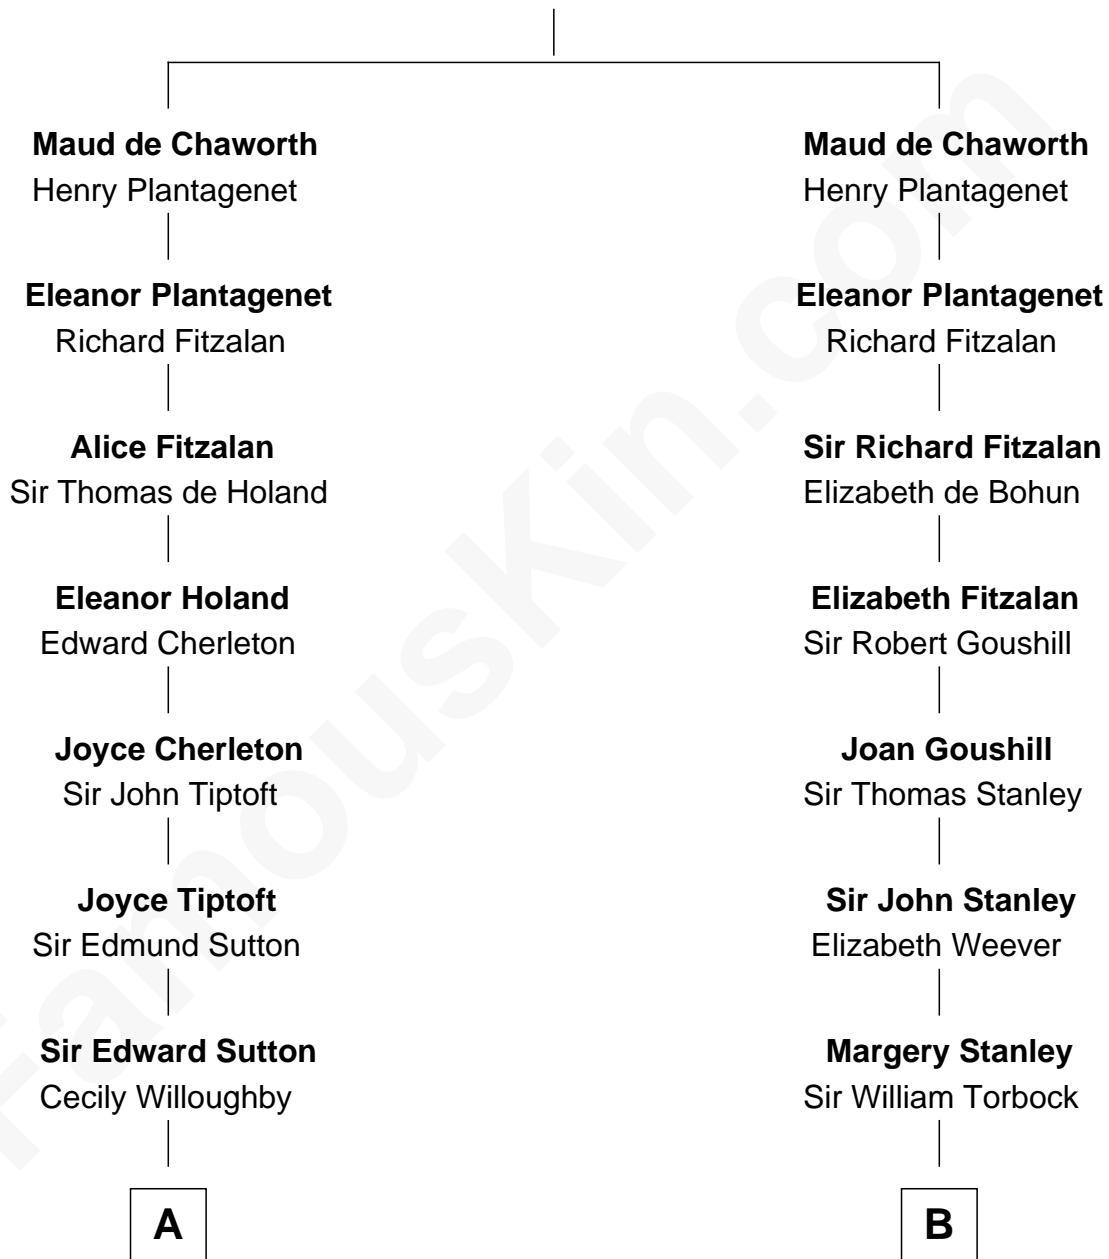 Maud de Chaworth
Henry Plantagenet
Eleanor Plantagenet
Richard Fitzalan
Alice Fitzalan
Sir Thomas de Holand
Eleanor Holand
Edward Cherleton
Joyce Cherleton
Sir John Tiptoft
Joyce Tiptoft
Sir Edmund Sutton
Sir Edward Sutton
Cecily Willoughby
A
Maud de Chaworth
Henry Plantagenet
Eleanor Plantagenet
Richard Fitzalan
Sir Richard Fitzalan
Elizabeth de Bohun
Elizabeth Fitzalan
Sir Robert Goushill
Joan Goushill
Sir Thomas Stanley
Sir John Stanley
Elizabeth Weever
Margery Stanley
Sir William Torbock
B
FamousKin.com